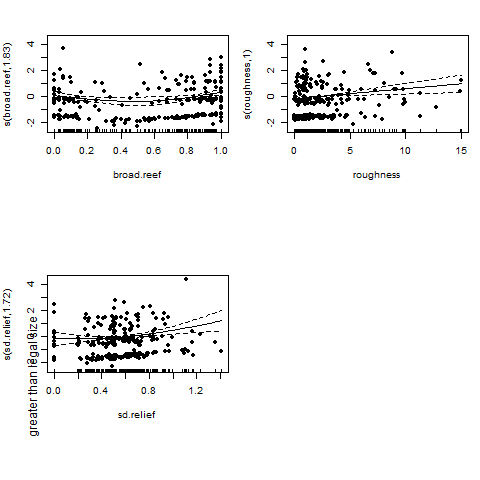 s(broad.reef,1.83)
4
2
0
-2
0.0 0.2 0.4 0.6 0.8 1.0
broad.reef
s(roughness,1)
4
2
0
-2
0 5 10 15
roughness
s(sd.relief,1.72)
greater than legal size
4
2
0
0.0 0.4 0.8 1.2
sd.relief